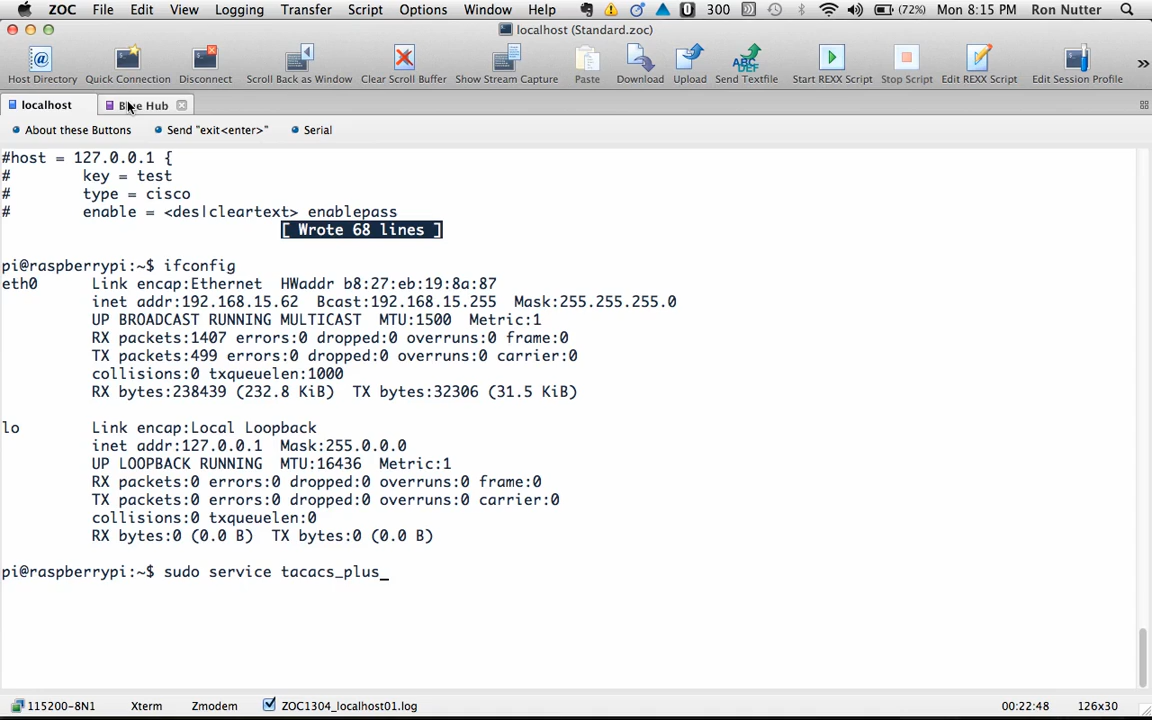 ZOC File Edit View Logging Transfer Script Options Window Help 300 (72%) Mon 8:15 PM Ron Nutter
localhost (Standard.zoc)
Host Directory Quick Connection Disconnect Scroll Back as Window Clear Scroll Buffer Show Stream Capture Paste Download Upload Send Textfile Start REXX Script Stop Script Edit REXX Script Edit Session Profile
localhost Blue Hub
About these Buttons Send "exit<enter>" Serial
#host = 127.0.0.1 {
# key = test
# type = cisco
# enable = <des|cleartext> enablepass
[ Wrote 68 lines ]
pi@raspberrypi:~$ ifconfig
eth0 Link encap:Ethernet HWaddr b8:27:eb:19:8a:87
inet addr:192.168.15.62 Bcast:192.168.15.255 Mask:255.255.255.0
UP BROADCAST RUNNING MULTICAST MTU:1500 Metric:1
RX packets:1407 errors:0 dropped:0 overruns:0 frame:0
TX packets:499 errors:0 dropped:0 overruns:0 carrier:0
collisions:0 txqueuelen:1000
RX bytes:238439 (232.8 KiB) TX bytes:32306 (31.5 KiB)
lo Link encap:Local Loopback
inet addr:127.0.0.1 Mask:255.0.0.0
UP LOOPBACK RUNNING MTU:16436 Metric:1
RX packets:0 errors:0 dropped:0 overruns:0 frame:0
TX packets:0 errors:0 dropped:0 overruns:0 carrier:0
collisions:0 txqueuelen:0
RX bytes:0 (0.0 B) TX bytes:0 (0.0 B)
pi@raspberrypi:~$ sudo service tacacs_plus_
115200-8N1 Xterm Zmodem ZOC1304_localhost01.log 00:22:48 126x30